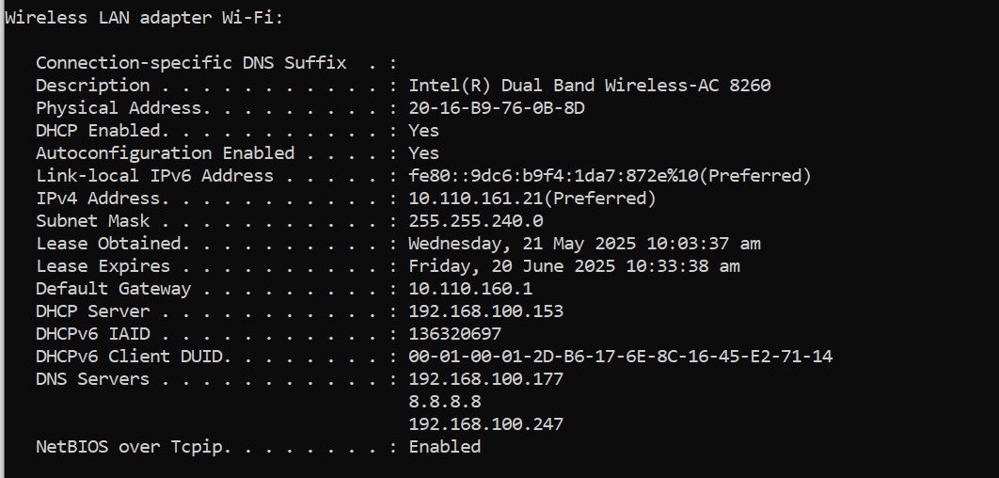 Wireless LAN adapter Wi-Fi:
Connection-specific DNS Suffix  . :
Description . . . . . . . . . . . : Intel(R) Dual Band Wireless-AC 8260
Physical Address. . . . . . . . . : 20-16-B9-76-0B-8D
DHCP Enabled. . . . . . . . . . . : Yes
Autoconfiguration Enabled . . . . : Yes
Link-local IPv6 Address . . . . . : fe80::9dc6:b9f4:1da7:872e%10(Preferred)
IPv4 Address. . . . . . . . . . . : 10.110.161.21(Preferred)
Subnet Mask . . . . . . . . . . . : 255.255.240.0
Lease Obtained. . . . . . . . . . : Wednesday, 21 May 2025 10:03:37 am
Lease Expires . . . . . . . . . . : Friday, 20 June 2025 10:33:38 am
Default Gateway . . . . . . . . . : 10.110.160.1
DHCP Server . . . . . . . . . . . : 192.168.100.153
DHCPv6 IAID . . . . . . . . . . . : 136320697
DHCPv6 Client DUID. . . . . . . . : 00-01-00-01-2D-B6-17-6E-8C-16-45-E2-71-14
DNS Servers . . . . . . . . . . . : 192.168.100.177
8.8.8.8
192.168.100.247
NetBIOS over Tcpip. . . . . . . . : Enabled